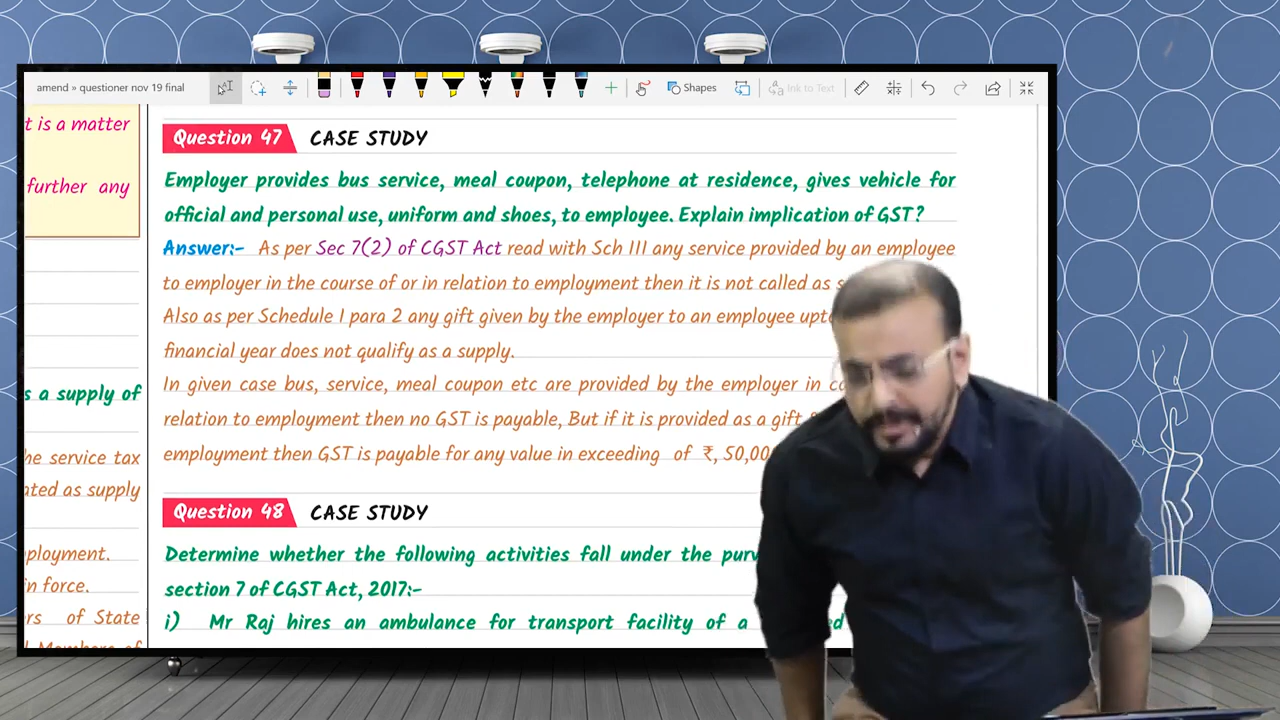 amend » questioner nov 19 final
Shapes
Ink to Text
t is a matter
further any
s a supply of
he service tax
ated as supply
ployment.
n force.
rs of State
Members of
Question 47 CASE STUDY
Employer provides bus service, meal coupon, telephone at residence, gives vehicle for
official and personal use, uniform and shoes, to employee. Explain implication of GST?
Answer:- As per Sec 7(2) of CGST Act read with Sch III any service provided by an employee
to employer in the course of or in relation to employment then it is not called as
Also as per Schedule I para 2 any gift given by the employer to an employee upto
financial year does not qualify as a supply.
In given case bus, service, meal coupon etc are provided by the employer in
relation to employment then no GST is payable, But if it is provided as a gift
employment then GST is payable for any value in exceeding of ₹, 50,00
Question 48 CASE STUDY
Determine whether the following activities fall under the
section 7 of CGST Act, 2017:-
i) Mr Raj hires an ambulance for transport facility of a